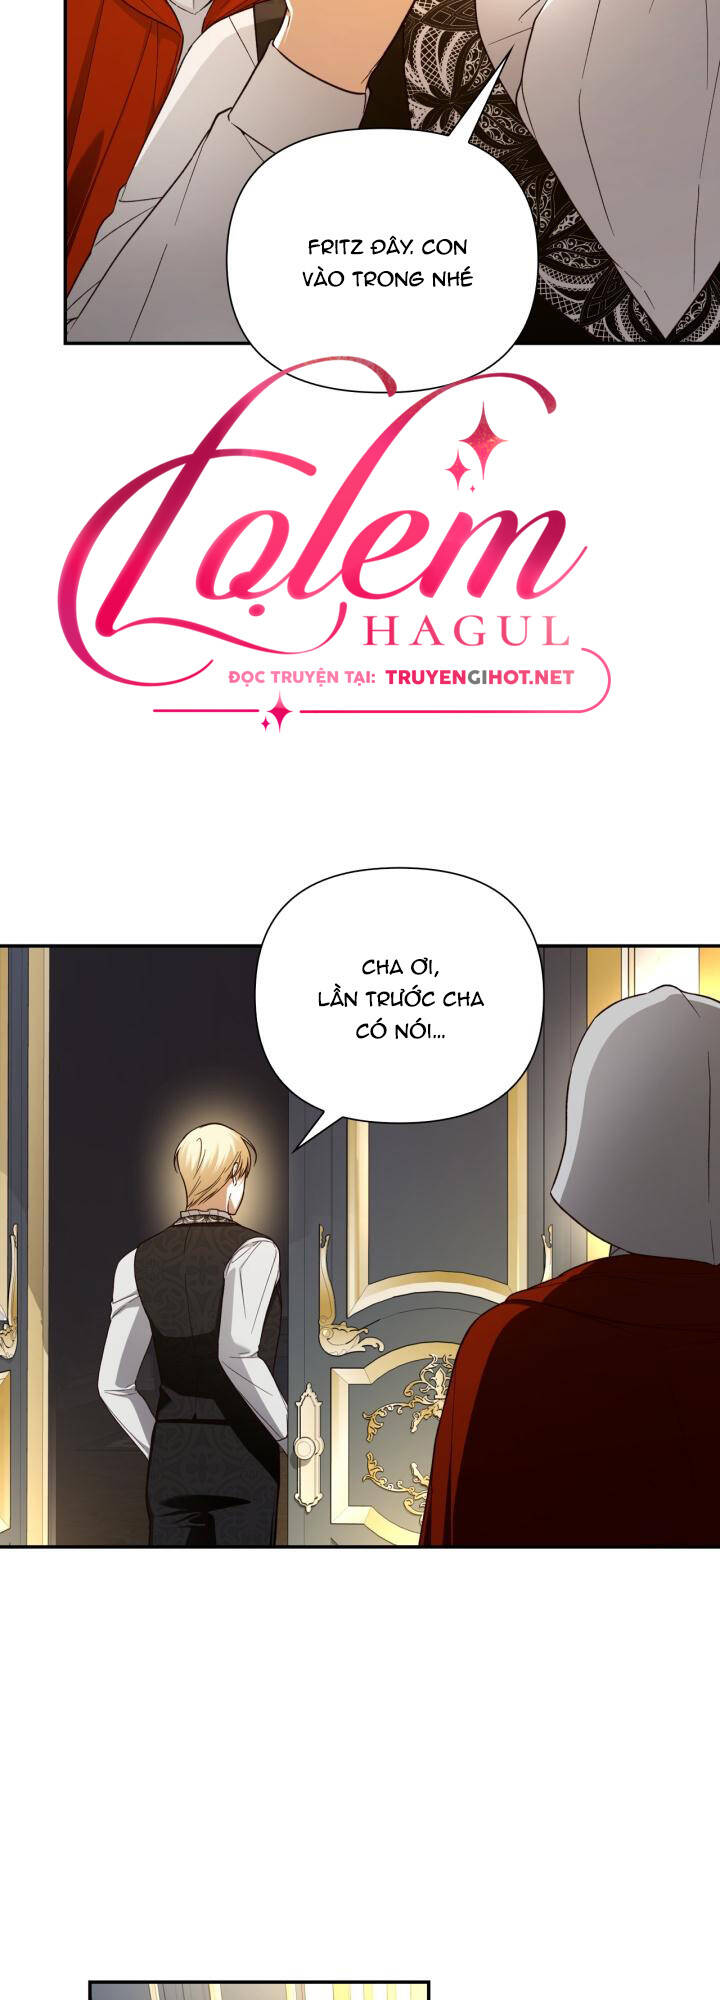 FRITZ ĐÂY. CON
VÀO TRONG NHÉ
Lọlem
HAGUL
ĐỌC TRUYỆN TẠI: TRUYENGIHOT.NET
CHA ƠI,
LẦN TRƯỚC CHA
CÓ NÓI...